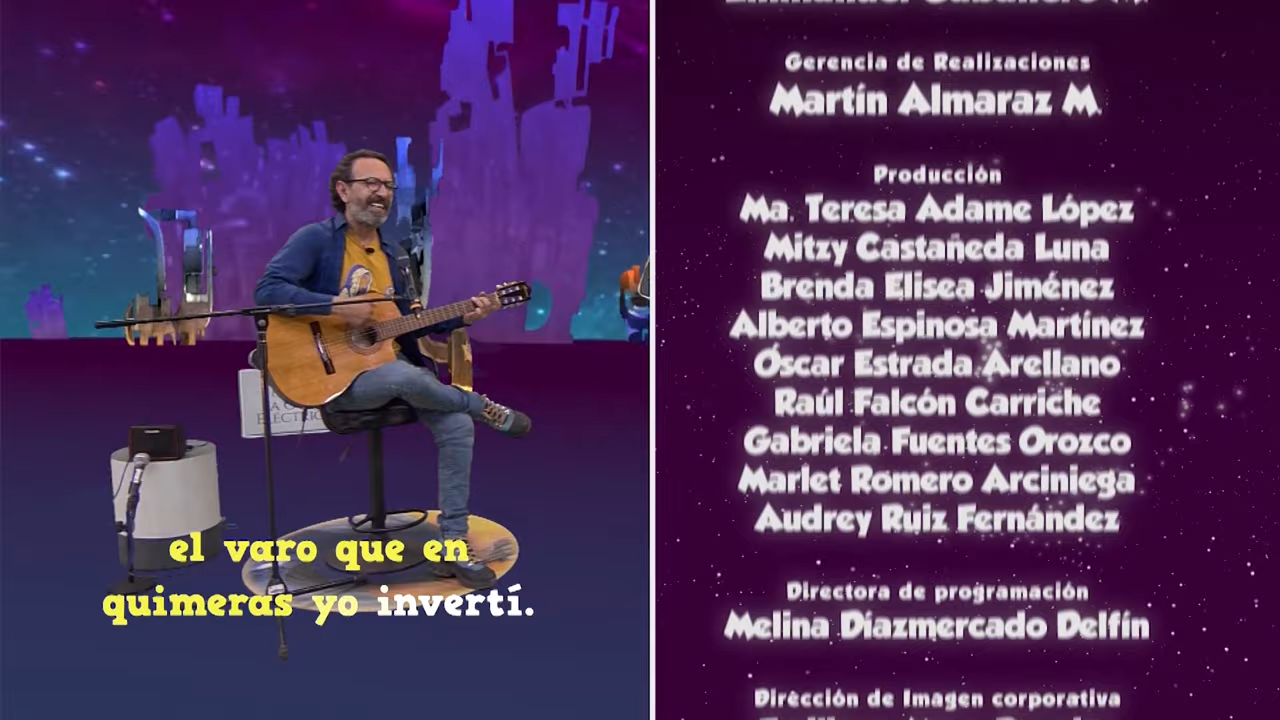 ELÉCTRIC
el varo que en
quimeras yo invertí.
Gerencia de Realizaciones
Martín Almaraz M.
Producción
Ma. Teresa Adame López
Mitzy Castañeda Luna
Brenda Elisea Jiménez
Alberto Espinosa Martínez
Óscar Estrada Arellano
Raúl Falcón Carriche
Gabriela Fuentes Orozco
Marlet Romero Arciniega
Audrey Ruiz Fernández
Directora de programación
Melina Díazmercado Delfín
Dirección de Imagen corporativa